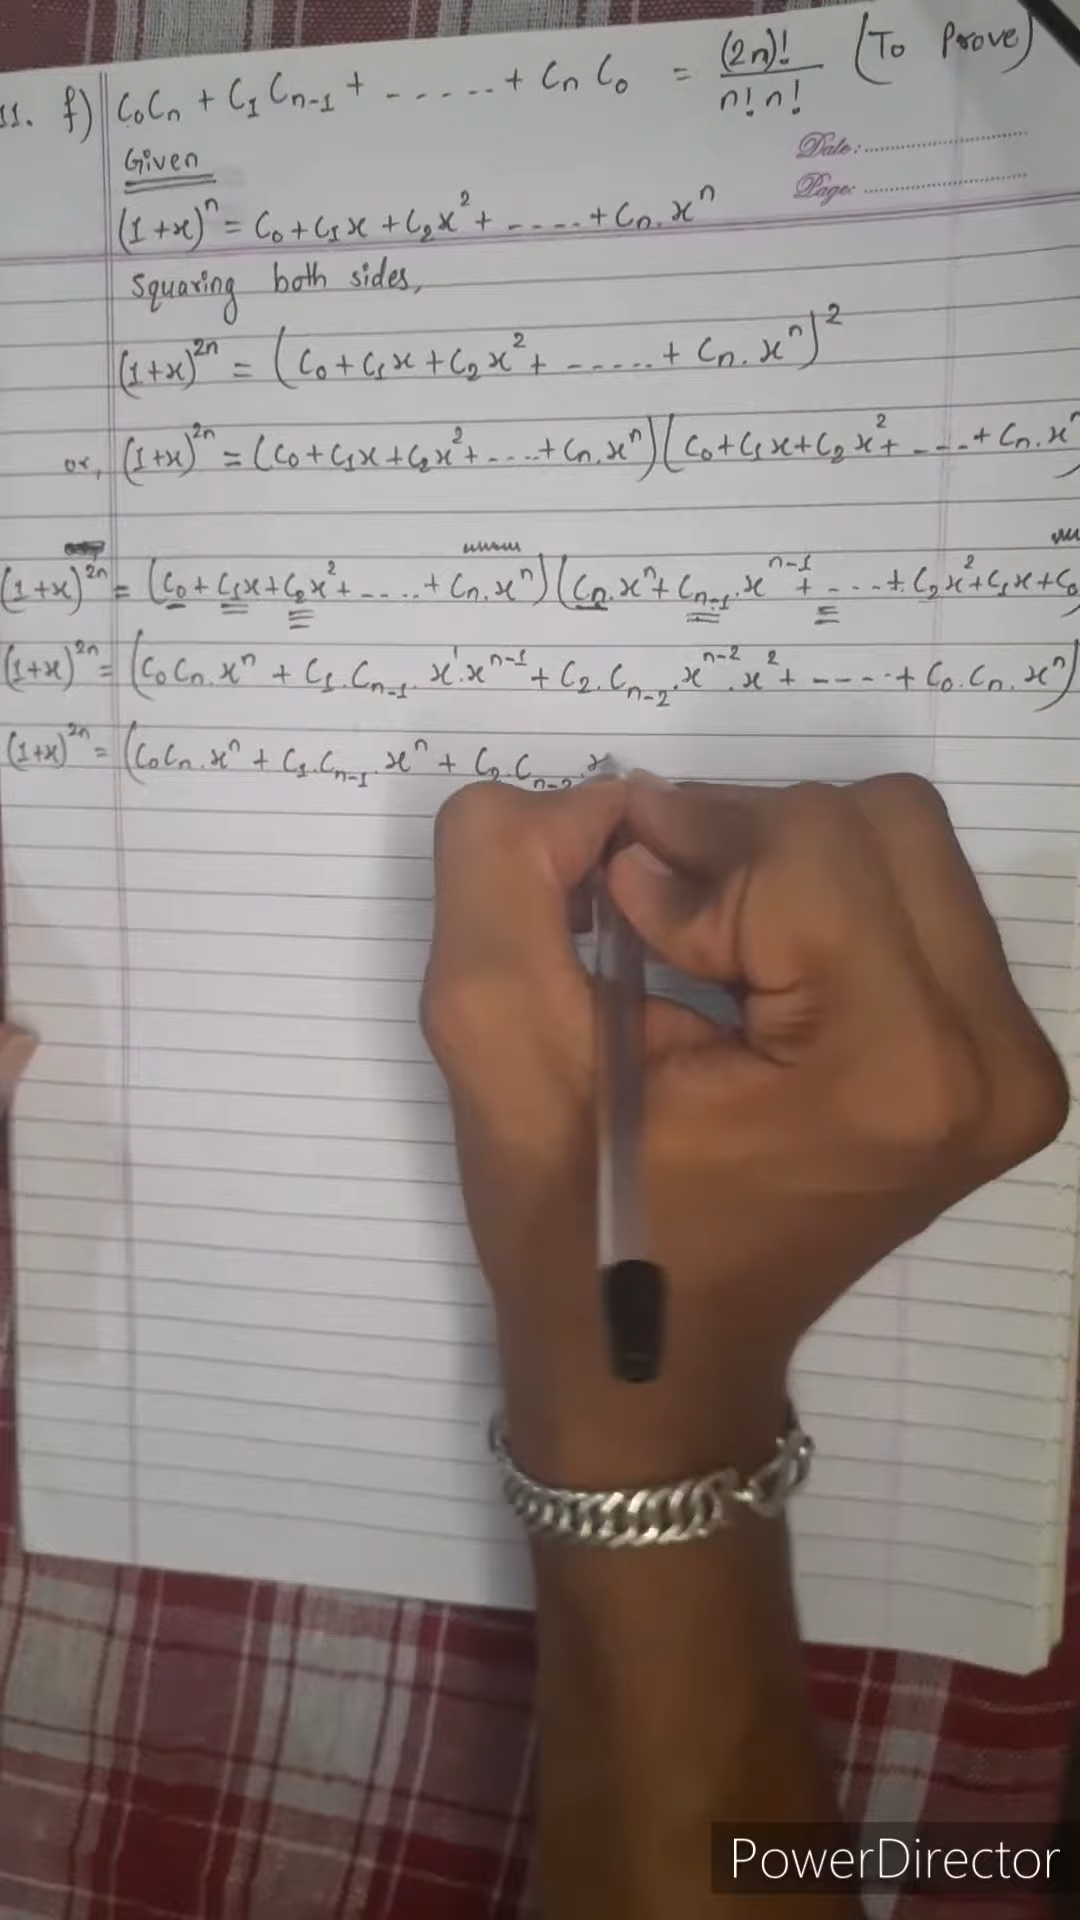 11. f) C₀Cₙ + C₁Cₙ₋₁ + ...... + CₙC₀ = (2n)!/n!n! (To Prove)
Given
Date: ....................
Page: ....................
(1+x)ⁿ = C₀ + C₁x + C₂x² + ..... + Cₙ.xⁿ
Squaring both sides,
(1+x)²ⁿ = (C₀ + C₁x + C₂x² + ...... + Cₙ.xⁿ)²
or, (1+x)²ⁿ = (C₀ + C₁x + C₂x² + ..... + Cₙ.xⁿ)(C₀ + C₁x + C₂x² + ..... + Cₙ.xⁿ)
(1+x)²ⁿ = (C₀ + C₁x + C₂x² + ..... + Cₙ.xⁿ)(Cₙ.xⁿ + Cₙ₋₁.xⁿ⁻¹ + ..... + C₂x² + C₁x + C₀)
(1+x)²ⁿ = (C₀Cₙ.xⁿ + C₁.Cₙ₋₁.x¹.xⁿ⁻¹ + C₂.Cₙ₋₂.xⁿ⁻².x² + ..... + C₀.Cₙ.xⁿ)
(1+x)²ⁿ = (C₀Cₙ.xⁿ + C₁.Cₙ₋₁.xⁿ + C₂.Cₙ₋₂.x
PowerDirector